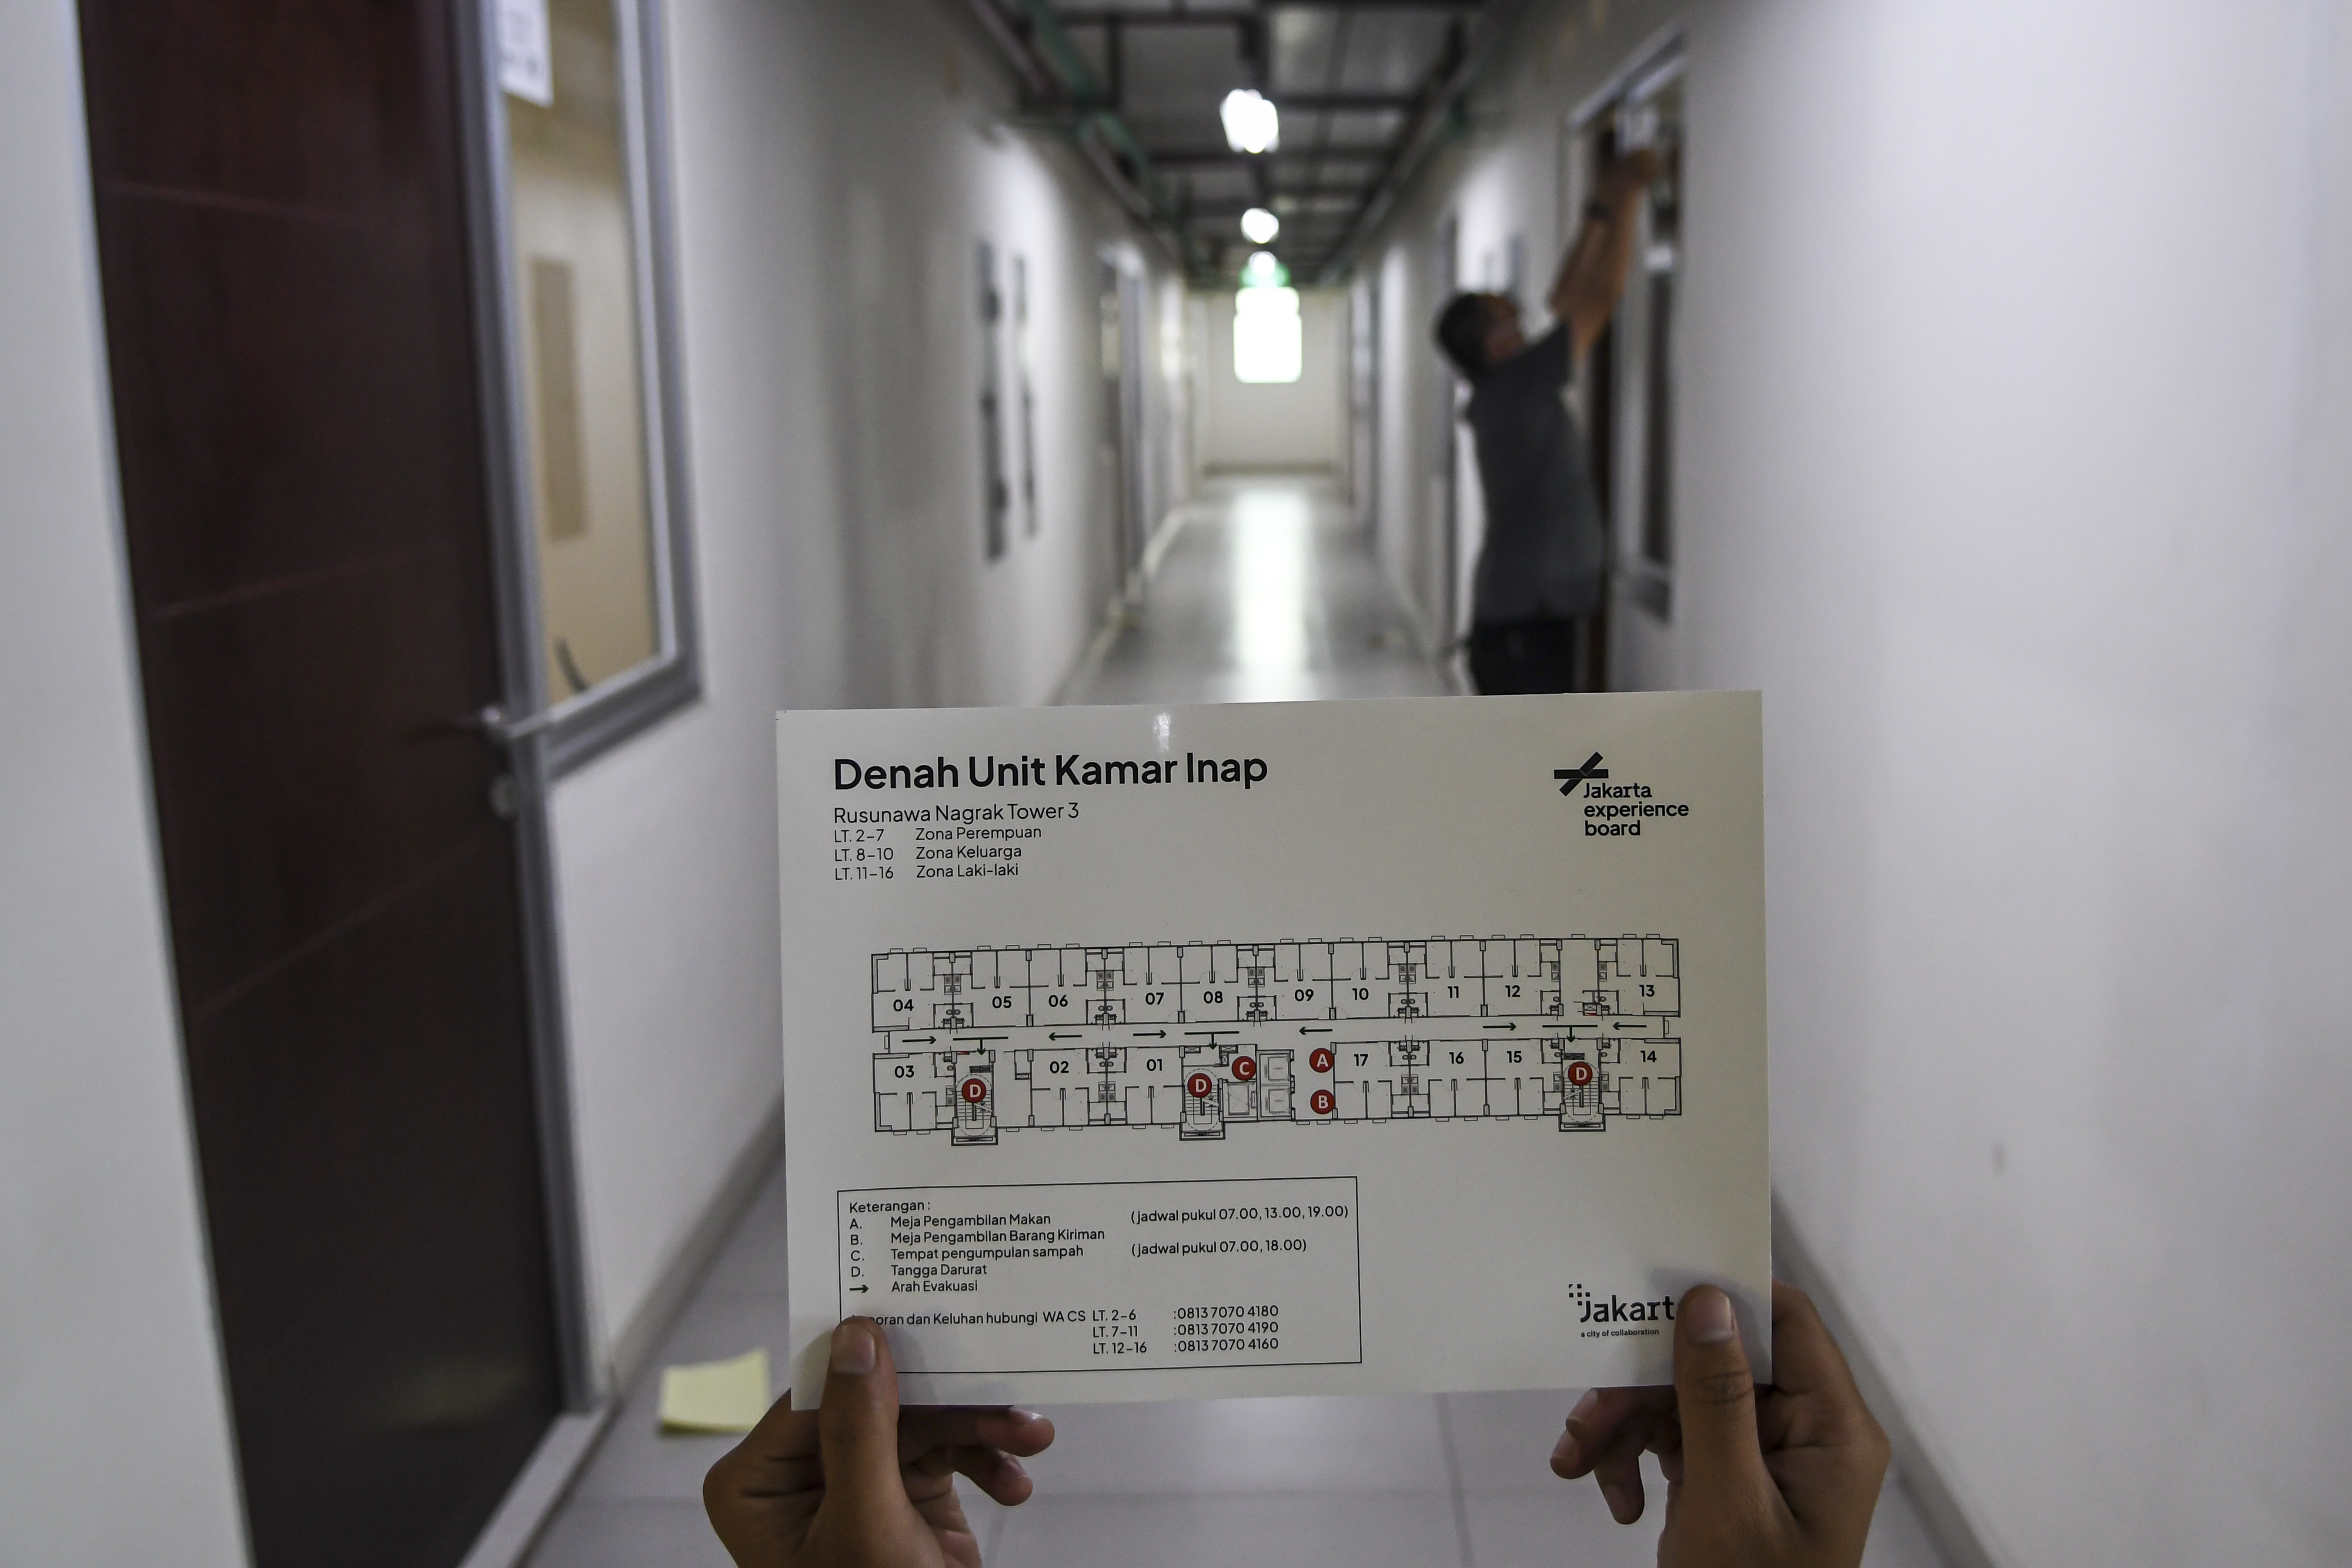 Denah Unit Kamar Inap
Rusunawa Nagrak Tower 3
LT. 2-7 Zona Perempuan
LT. 8-10 Zona Keluarga
LT. 11-16 Zona Laki-laki
Jakarta
experience
board
04 05 06 07 08 09 10 11 12 13
03 02 01 17 16 15 14
D D C A B D
Keterangan :
A. Meja Pengambilan Makan (jadwal pukul 07.00, 13.00, 19.00)
B. Meja Pengambilan Barang Kiriman
C. Tempat pengumpulan sampah (jadwal pukul 07.00, 18.00)
D. Tangga Darurat
→ Arah Evakuasi
dan Keluhan hubungi WA CS LT. 2-6 :0813 7070 4180
LT. 7-11 :0813 7070 4190
LT. 12-16 :0813 7070 4160
a city of collaboration